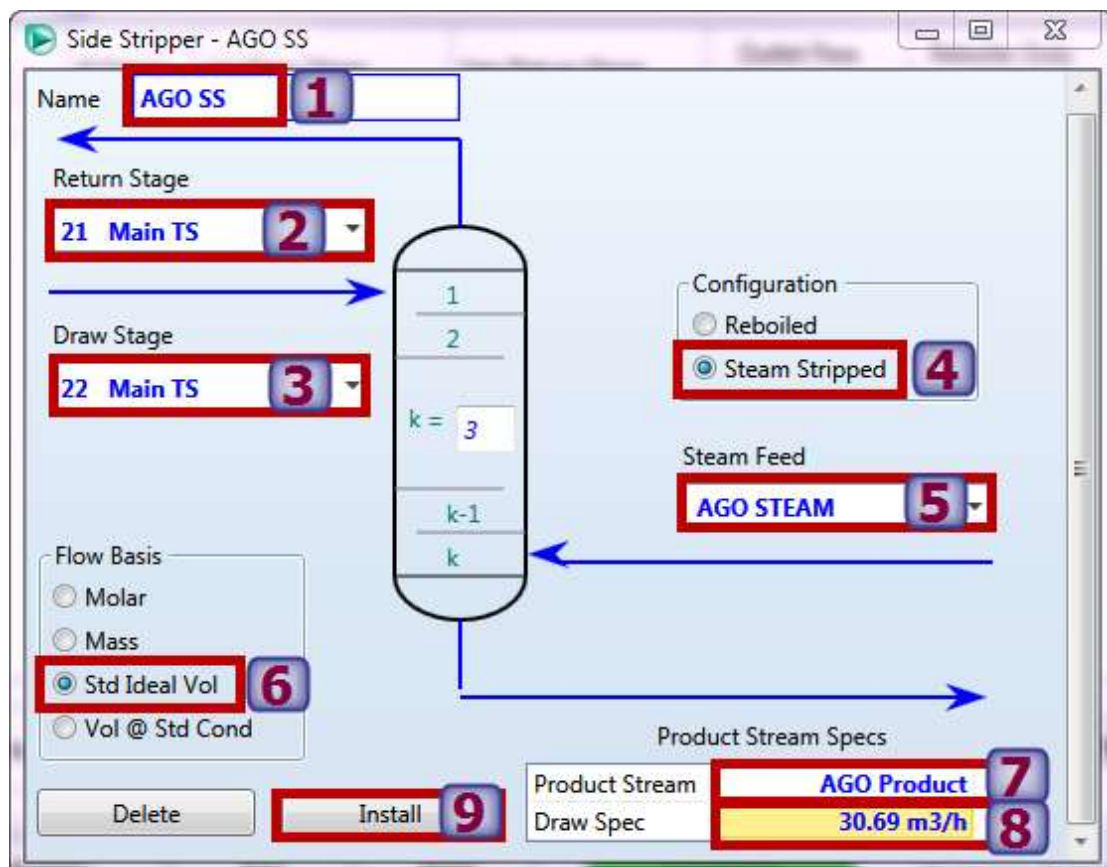 Side Stripper - AGO SS
Name AGO SS 1
Return Stage
21 Main TS 2
1
2
k = 3
k-1
k
Draw Stage
22 Main TS 3
Configuration
Reboiled
Steam Stripped 4
Steam Feed
AGO STEAM 5
Flow Basis
Molar
Mass
Std Ideal Vol 6
Vol @ Std Cond
Product Stream Specs
Product Stream AGO Product 7
Draw Spec 30.69 m3/h 8
Delete
Install 9